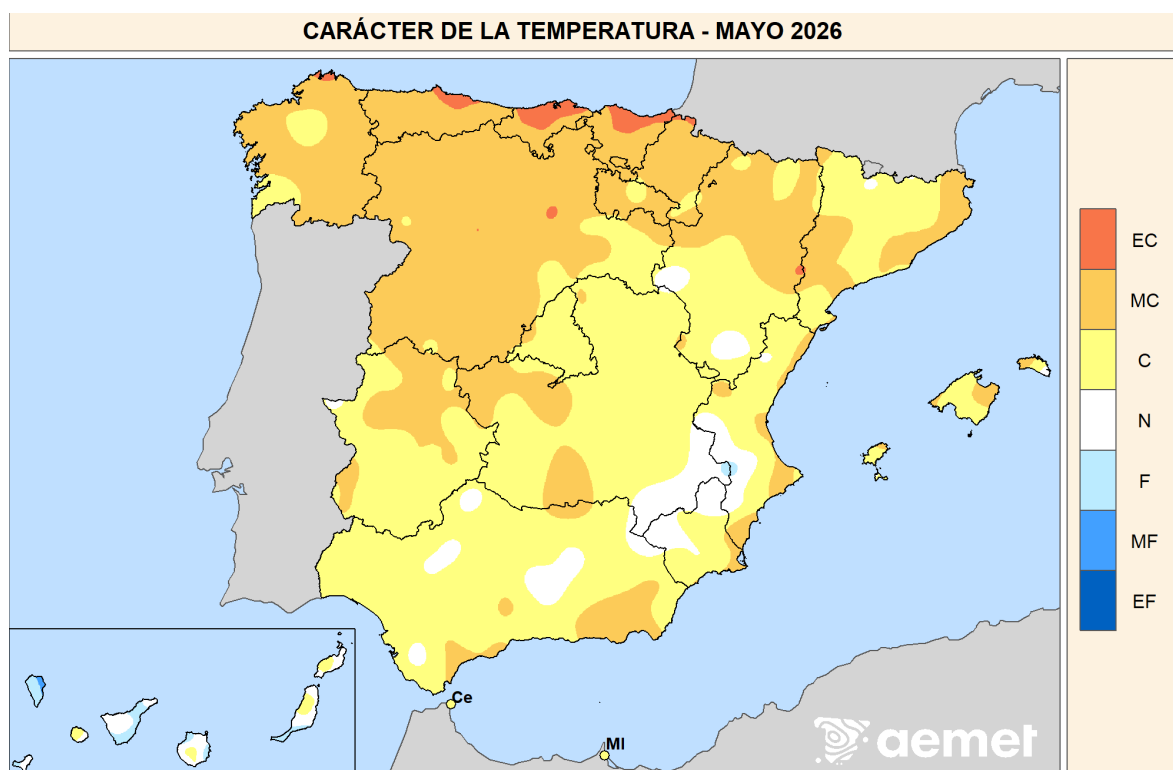 CARÁCTER DE LA TEMPERATURA - MAYO 2026
EC
MC
C
N
F
MF
EF
Ce
Ml
aemet